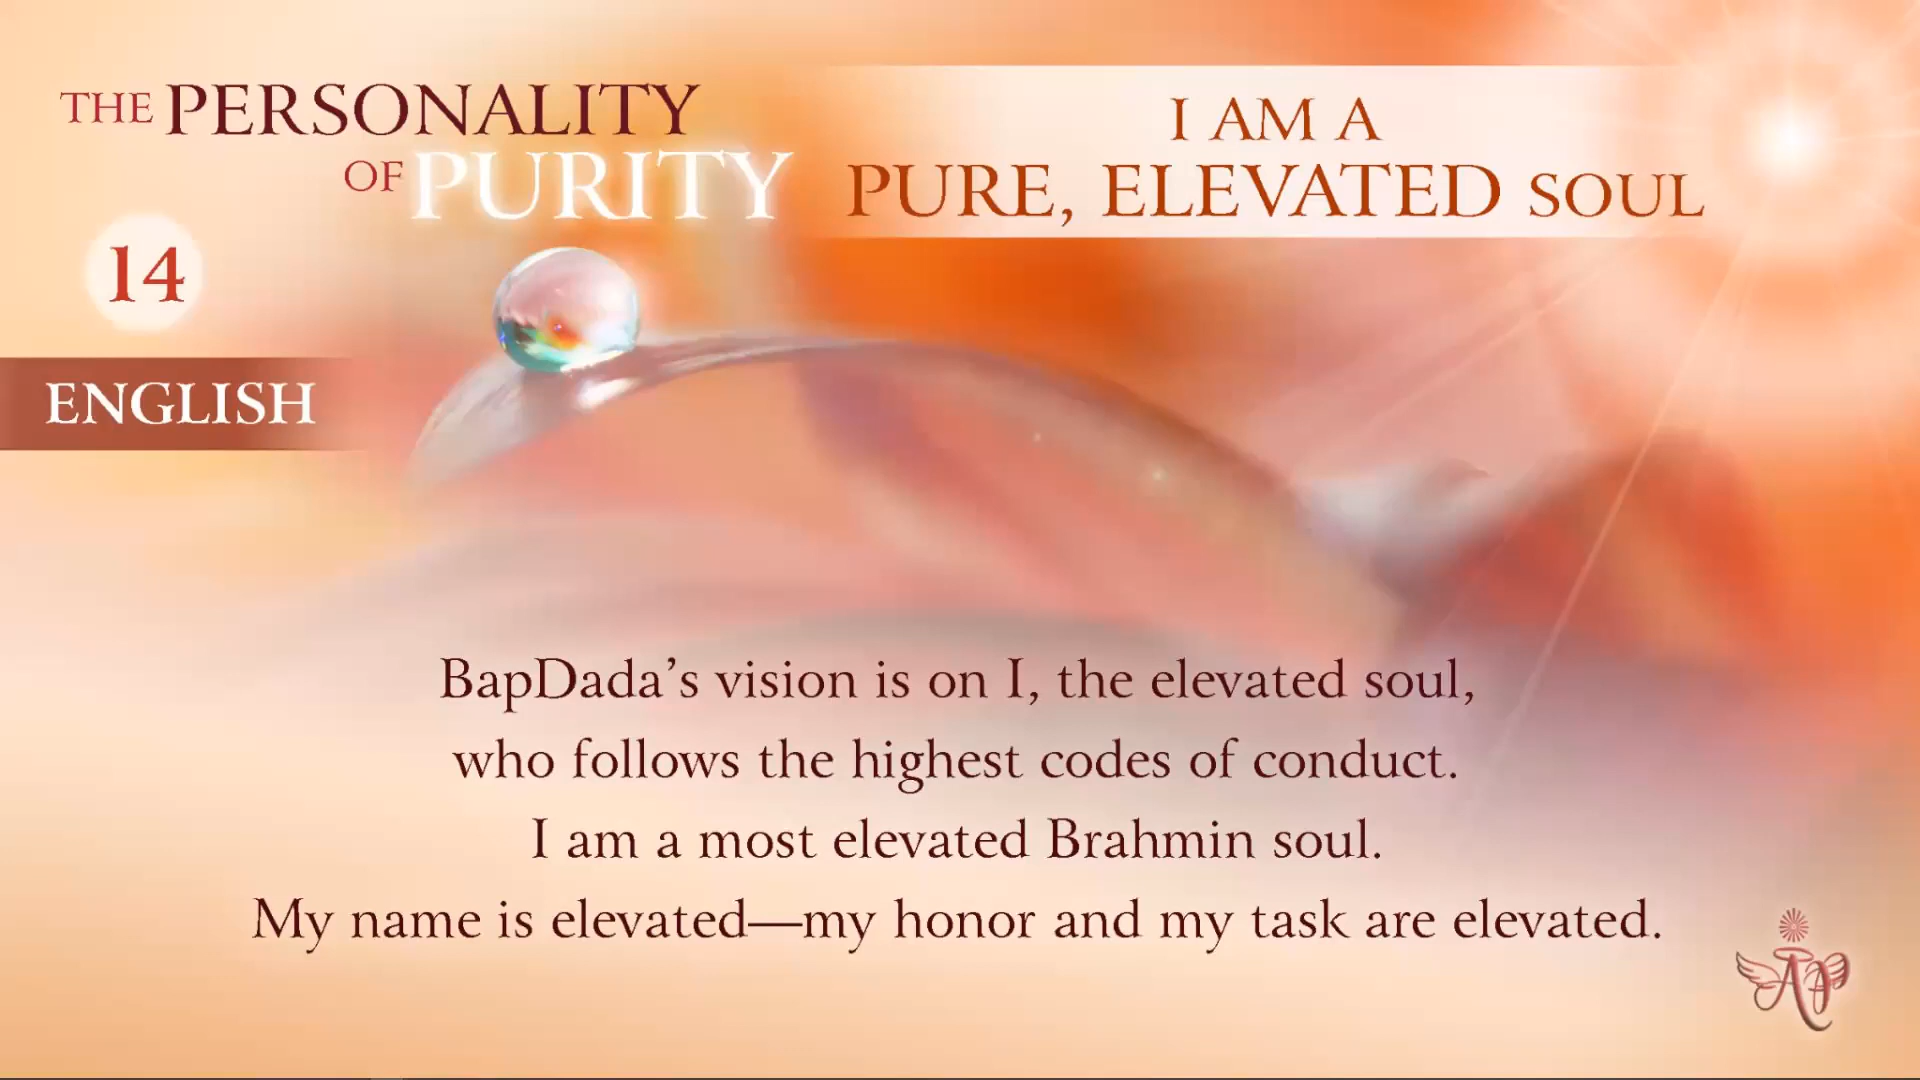 THE PERSONALITY
OF PURITY
I AM A
PURE, ELEVATED SOUL
14
ENGLISH
BapDada’s vision is on I, the elevated soul,
who follows the highest codes of conduct.
I am a most elevated Brahmin soul.
My name is elevated—my honor and my task are elevated.
AP